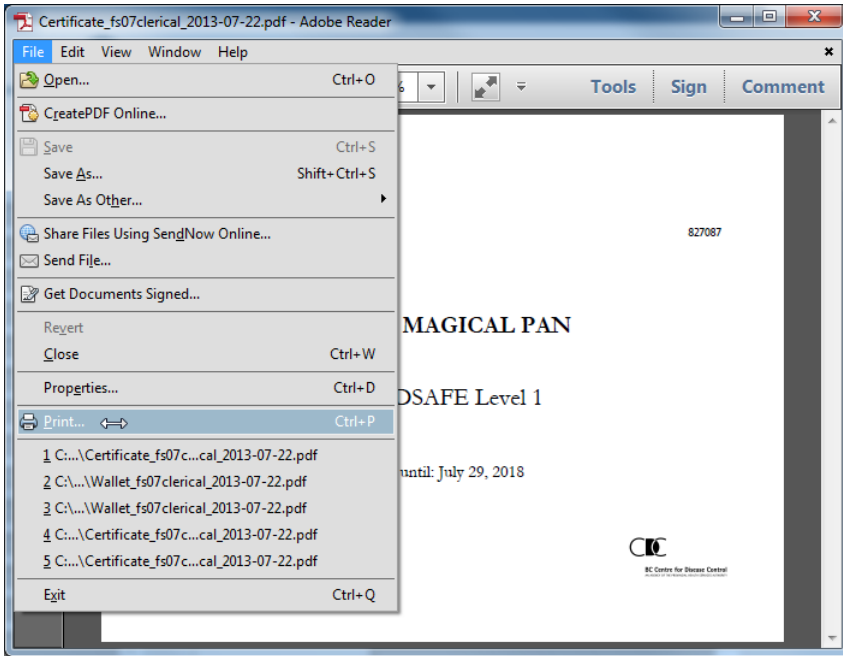 Certificate_fs07clerical_2013-07-22.pdf - Adobe Reader
File Edit View Window Help
Open... Ctrl+O
Tools Sign Comment
CreatePDF Online...
Save Ctrl+S
Save As... Shift+Ctrl+S
Save As Other...
Share Files Using SendNow Online...
827087
Send File...
Get Documents Signed...
Revert
MAGICAL PAN
Close Ctrl+W
Properties... Ctrl+D
DSAFE Level 1
Print... Ctrl+P
1 C:...\Certificate_fs07c...cal_2013-07-22.pdf
until: July 29, 2018
2 C:\...\Wallet_fs07clerical_2013-07-22.pdf
3 C:\...\Wallet_fs07clerical_2013-07-22.pdf
4 C:...\Certificate_fs07c...cal_2013-07-22.pdf
5 C:...\Certificate_fs07c...cal_2013-07-22.pdf
BC Centre for Disease Control
Exit Ctrl+Q